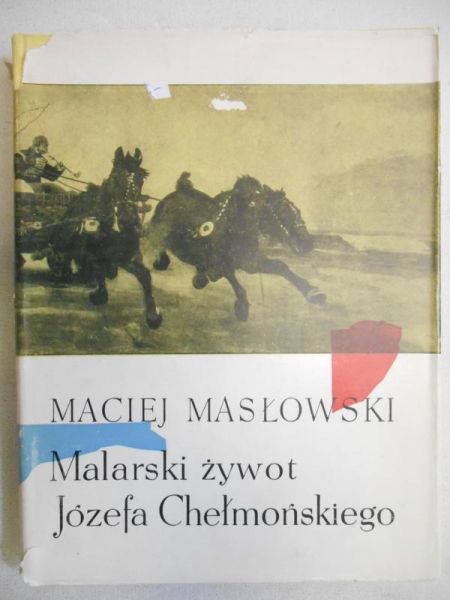 MACIEJ MASŁOWSKI
Malarski żywot
Józefa Chełmońskiego